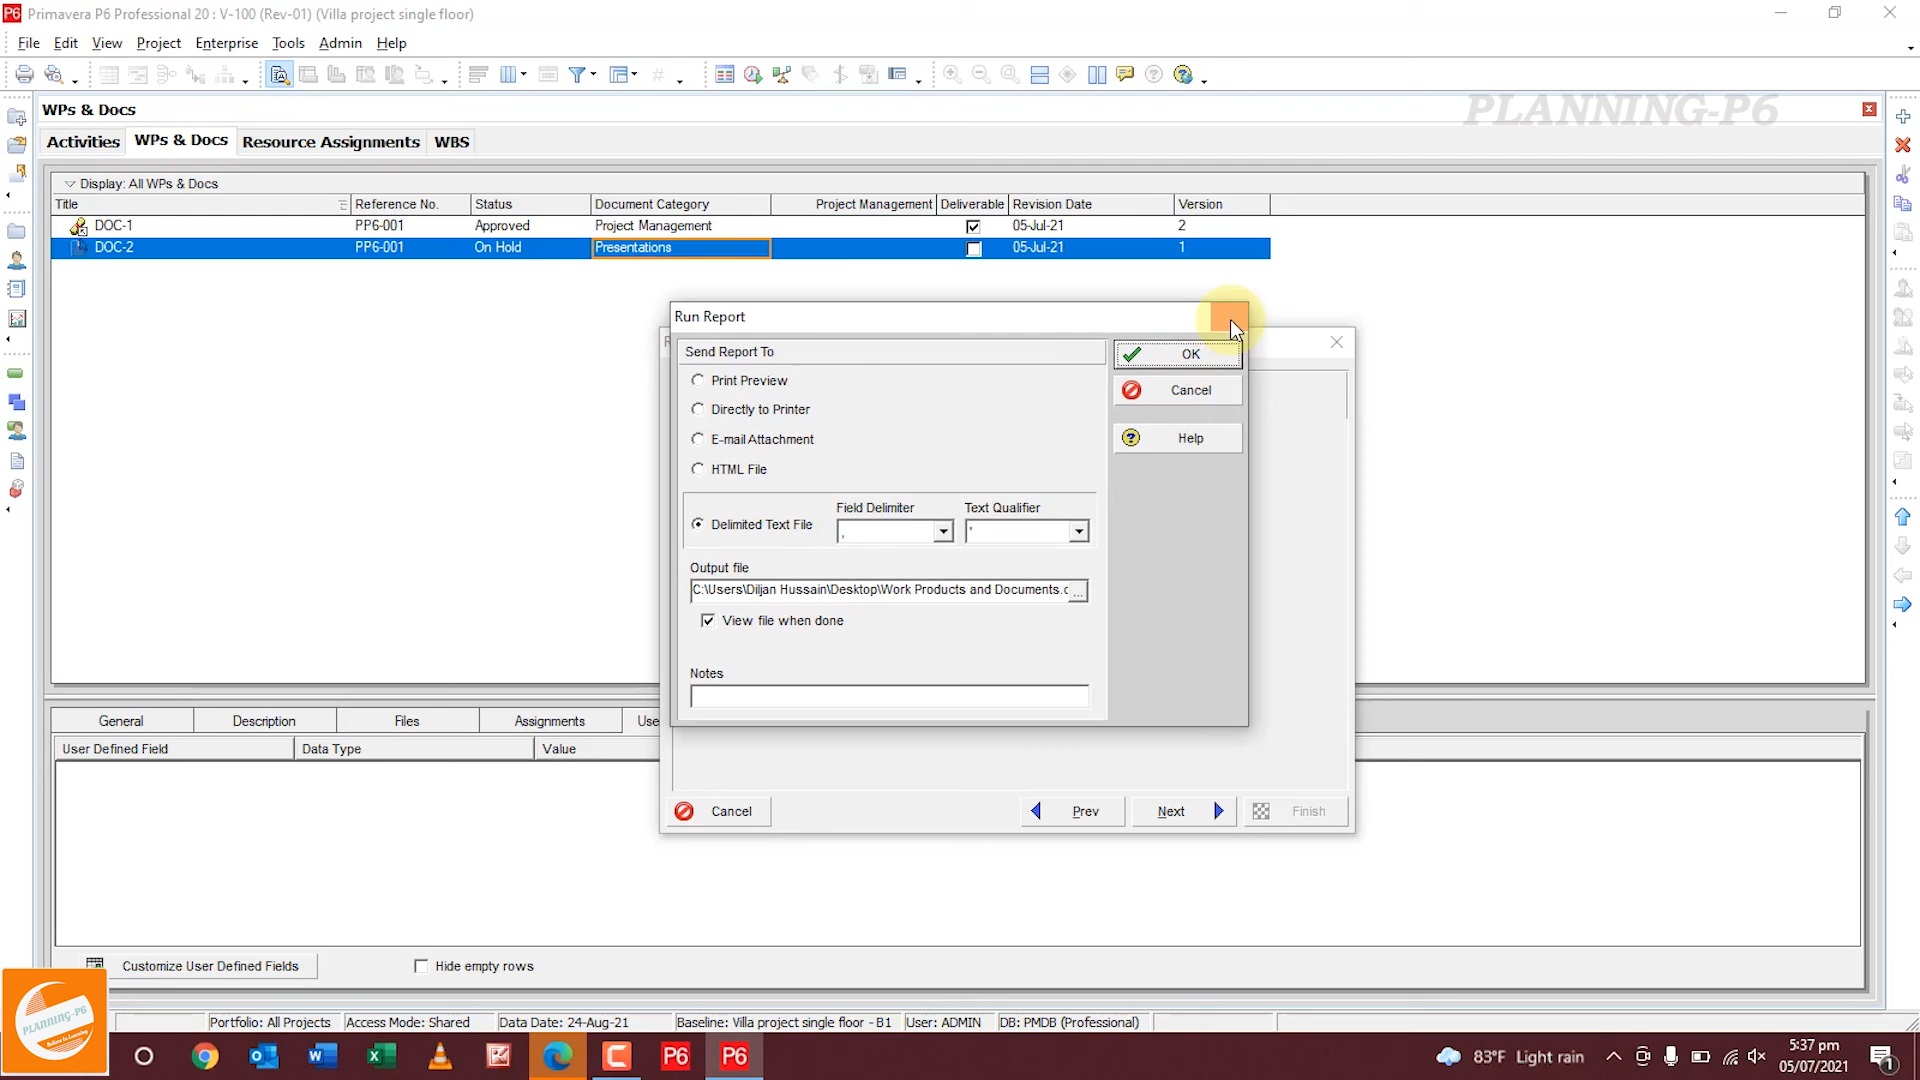 P6 Primavera P6 Professional 20 : V-100 (Rev-01) (Villa project single floor)
File Edit View Project Enterprise Tools Admin Help
WPs & Docs
PLANNING-P6
Activities WPs & Docs Resource Assignments WBS
Display: All WPs & Docs
Title Reference No. Status Document Category Project Management Deliverable Revision Date Version
DOC-1 PP6-001 Approved Project Management 05-Jul-21 2
DOC-2 PP6-001 On Hold Presentations 05-Jul-21 1
Run Report
Send Report To
OK
Print Preview
Cancel
Directly to Printer
E-mail Attachment
Help
HTML File
Field Delimiter Text Qualifier
Delimited Text File , '
Output file
C:\Users\Diljan Hussain\Desktop\Work Products and Documents.c ...
View file when done
Notes
General Description Files Assignments Use
User Defined Field Data Type Value
Cancel Prev Next Finish
Customize User Defined Fields Hide empty rows
PLANNING-P6
Portfolio: All Projects Access Mode: Shared Data Date: 24-Aug-21 Baseline: Villa project single floor - B1 User: ADMIN DB: PMDB (Professional)
P6 P6
83°F Light rain
5:37 pm
05/07/2021
1